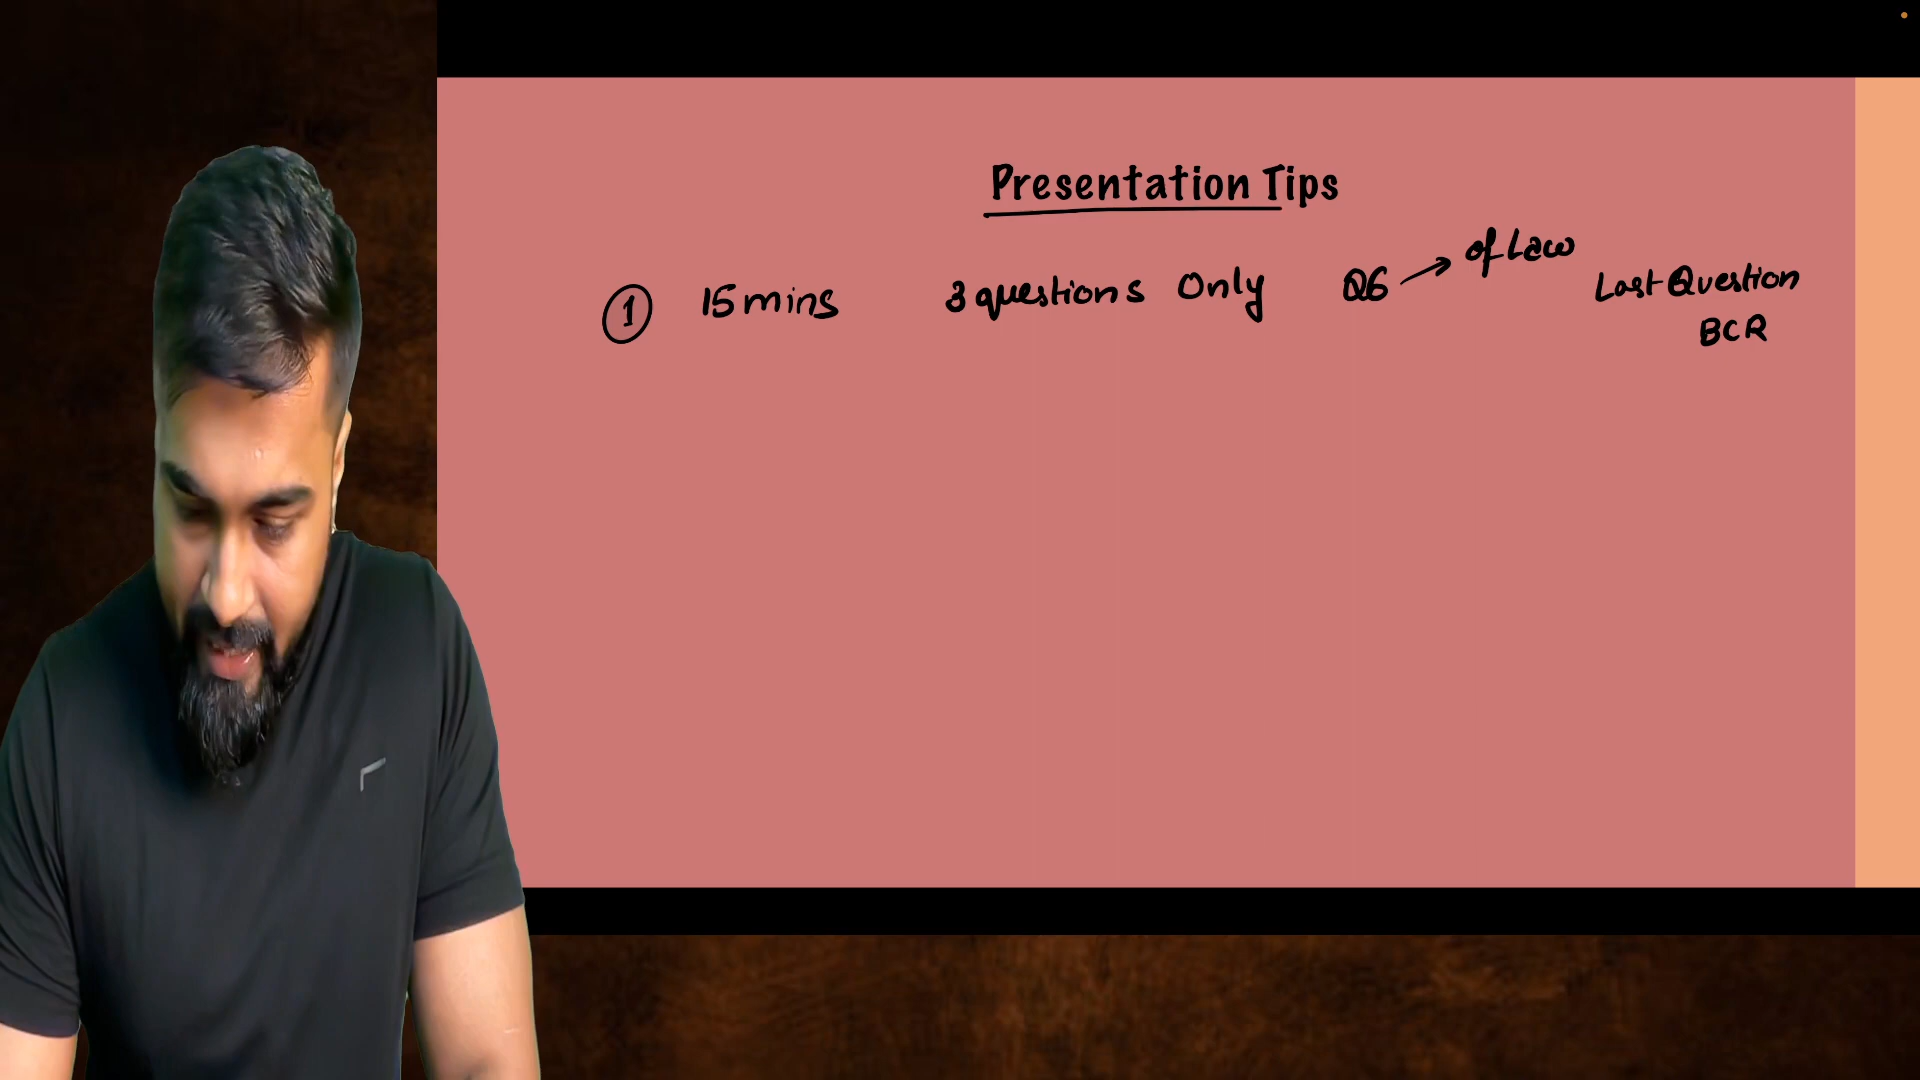 Presentation Tips
① 15 mins 3 questions Only Q6 → of Law Last Question
BCR